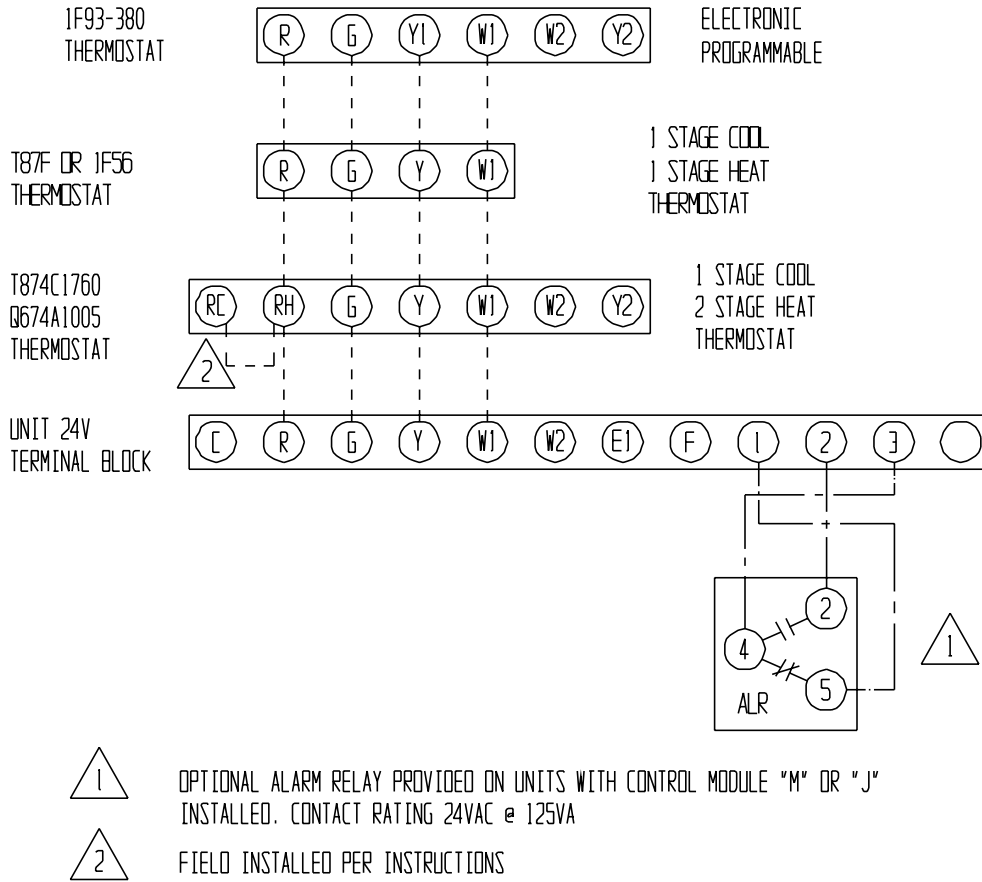 1F93-380
THERMOSTAT
R G Y1 W1 W2 Y2
ELECTRONIC
PROGRAMMABLE
T87F OR 1F56
THERMOSTAT
R G Y W1
1 STAGE COOL
1 STAGE HEAT
THERMOSTAT
T874C1760
Q674A1005
THERMOSTAT
RC RH G Y W1 W2 Y2
1 STAGE COOL
2 STAGE HEAT
THERMOSTAT
2
UNIT 24V
TERMINAL BLOCK
C R G Y W1 W2 E1 F 1 2 3
2
4
5
ALR
1
1
OPTIONAL ALARM RELAY PROVIDED ON UNITS WITH CONTROL MODULE "M" OR "J"
INSTALLED. CONTACT RATING 24VAC @ 125VA
2
FIELD INSTALLED PER INSTRUCTIONS